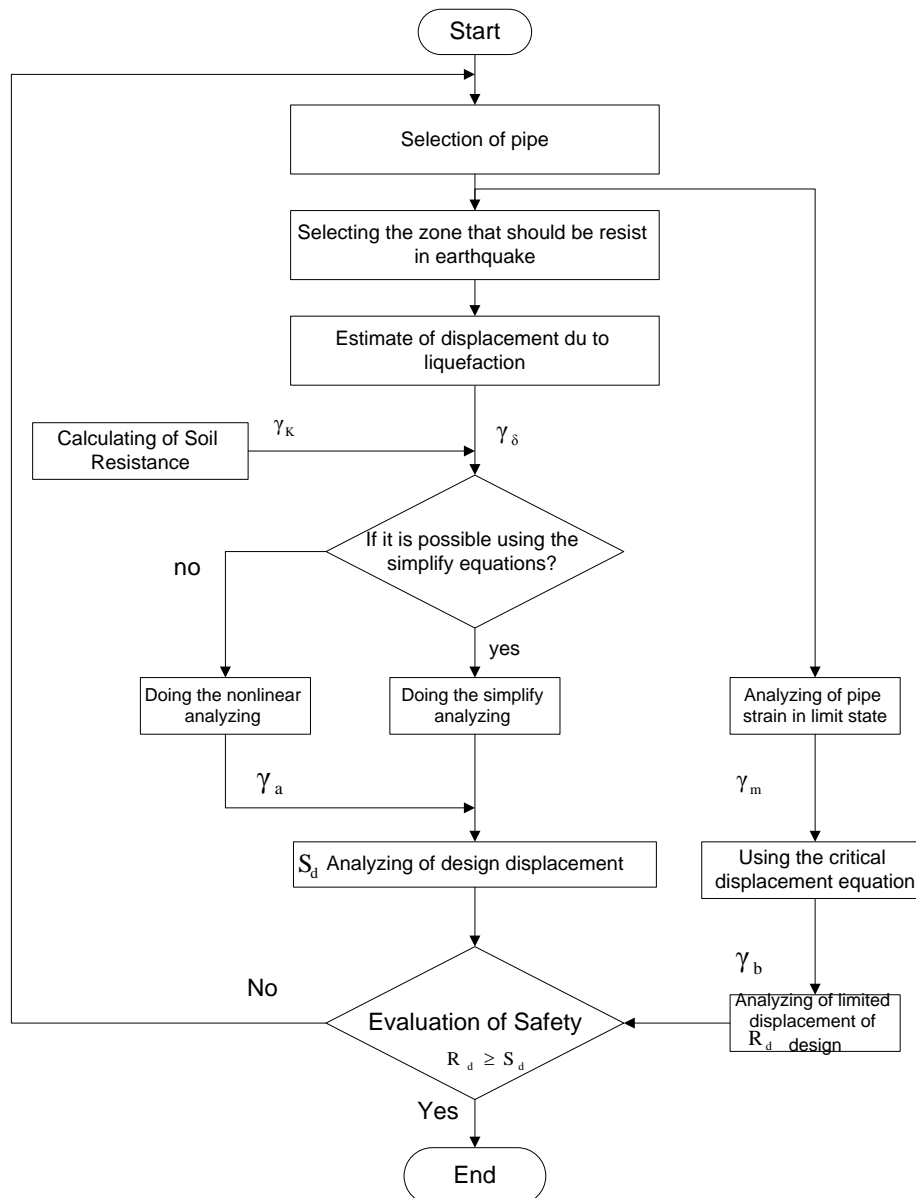 Start
Selection of pipe
Selecting the zone that should be resist
in earthquake
Estimate of displacement du to
liquefaction
Calculating of Soil
Resistance
γK
γδ
If it is possible using the
simplify equations?
no
yes
Doing the nonlinear
analyzing
Doing the simplify
analyzing
Analyzing of pipe
strain in limit state
γa
γm
Sd Analyzing of design displacement
Using the critical
displacement equation
γb
No
Evaluation of Safety
Rd ≥ Sd
Analyzing of limited
displacement of
Rd design
Yes
End